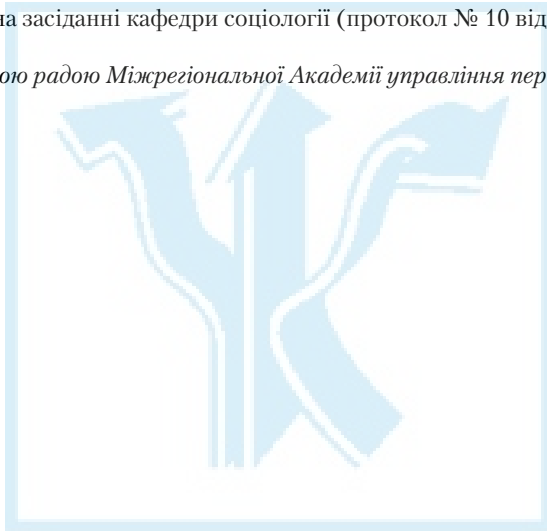 на засіданні кафедри соціології (протокол № 10 від
ою радою Міжрегіональної Академії управління пер